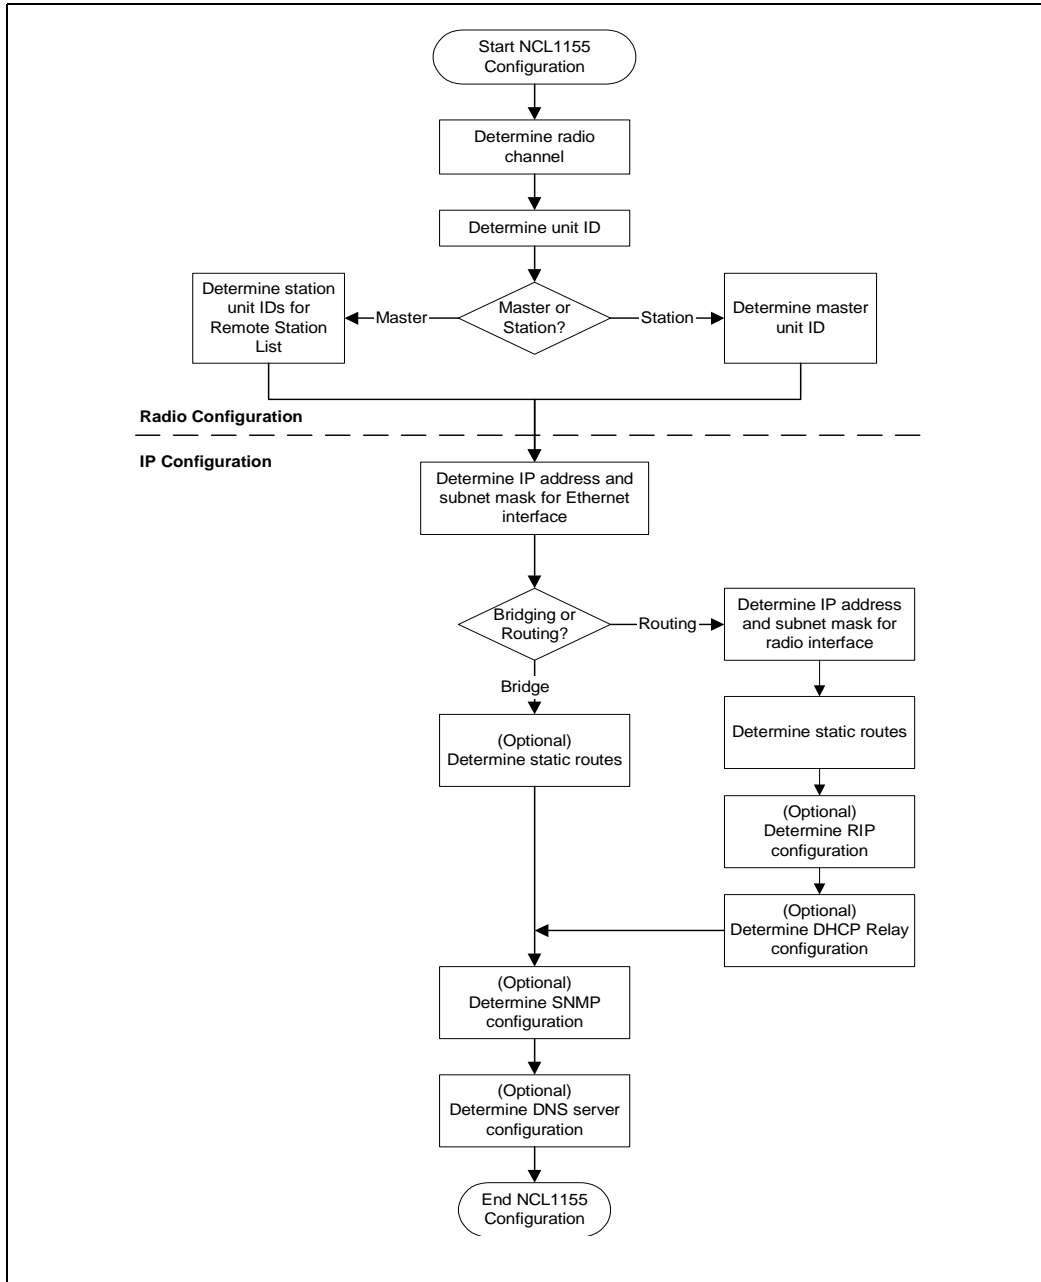 Start NCL1155
Configuration
Determine radio
channel
Determine unit ID
Determine station
unit IDs for
Remote Station
List
Master
Master or
Station?
Station
Determine master
unit ID
Radio Configuration
IP Configuration
Determine IP address and
subnet mask for Ethernet
interface
Bridging or
Routing?
Routing
Determine IP address
and subnet mask for
radio interface
Bridge
(Optional)
Determine static routes
Determine static routes
(Optional)
Determine RIP
configuration
(Optional)
Determine DHCP Relay
configuration
(Optional)
Determine SNMP
configuration
(Optional)
Determine DNS server
configuration
End NCL1155
Configuration